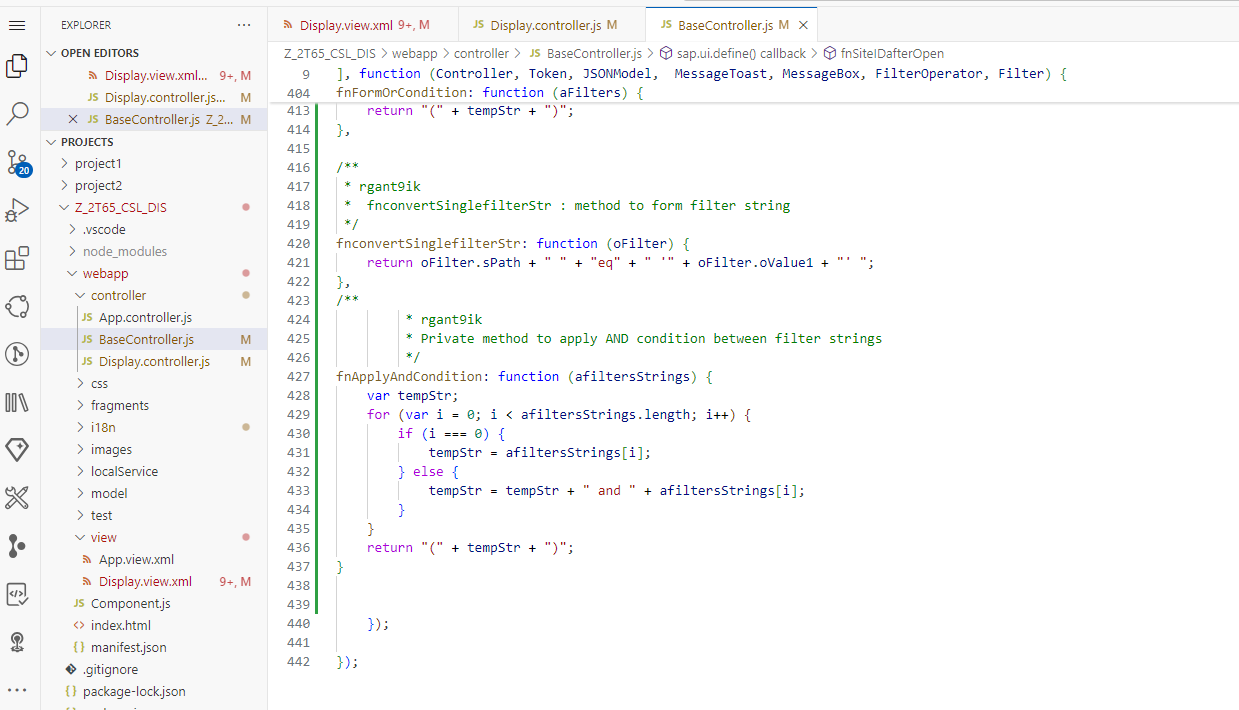 EXPLORER ···
OPEN EDITORS
Display.view.xml... 9+, M
JS Display.controller.js... M
JS BaseController.js Z_2... M
PROJECTS
project1
project2
Z_2T65_CSL_DIS
.vscode
node_modules
webapp
controller
JS App.controller.js
JS BaseController.js M
JS Display.controller.js M
css
fragments
i18n
images
localService
model
test
view
App.view.xml
Display.view.xml 9+, M
JS Component.js
<> index.html
{} manifest.json
.gitignore
{} package-lock.json
20
Display.view.xml 9+, M
JS Display.controller.js M
JS BaseController.js M
Z_2T65_CSL_DIS > webapp > controller > JS BaseController.js > sap.ui.define() callback > fnSiteIDafterOpen
9 ], function (Controller, Token, JSONModel,  MessageToast, MessageBox, FilterOperator, Filter) {
404 fnFormOrCondition: function (aFilters) {
413 return "(" + tempStr + ")";
414 },
415
416 /**
417 * rgant9ik
418 *  fnconvertSinglefilterStr : method to form filter string
419 */
420 fnconvertSinglefilterStr: function (oFilter) {
421 return oFilter.sPath + " " + "eq" + " '" + oFilter.oValue1 + "' ";
422 },
423 /**
424 * rgant9ik
425 * Private method to apply AND condition between filter strings
426 */
427 fnApplyAndCondition: function (afiltersStrings) {
428 var tempStr;
429 for (var i = 0; i < afiltersStrings.length; i++) {
430 if (i === 0) {
431 tempStr = afiltersStrings[i];
432 } else {
433 tempStr = tempStr + " and " + afiltersStrings[i];
434 }
435 }
436 return "(" + tempStr + ")";
437 }
438
439
440 });
441
442 });